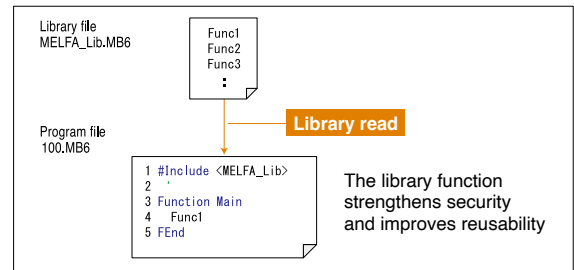 Library file
MELFA_Lib.MB6
Func1
Func2
Func3
:
Library read
Program file
100.MB6
1 #Include <MELFA_Lib>
2 '
3 Function Main
4 Func1
5 FEnd
The library function
strengthens security
and improves reusability